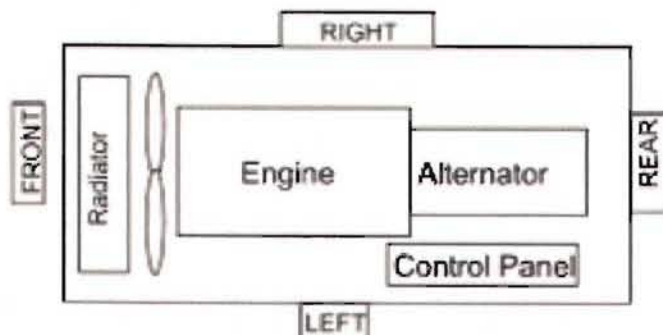 RIGHT
FRONT
Radiator
Engine
Alternator
REAR
Control Panel
LEFT